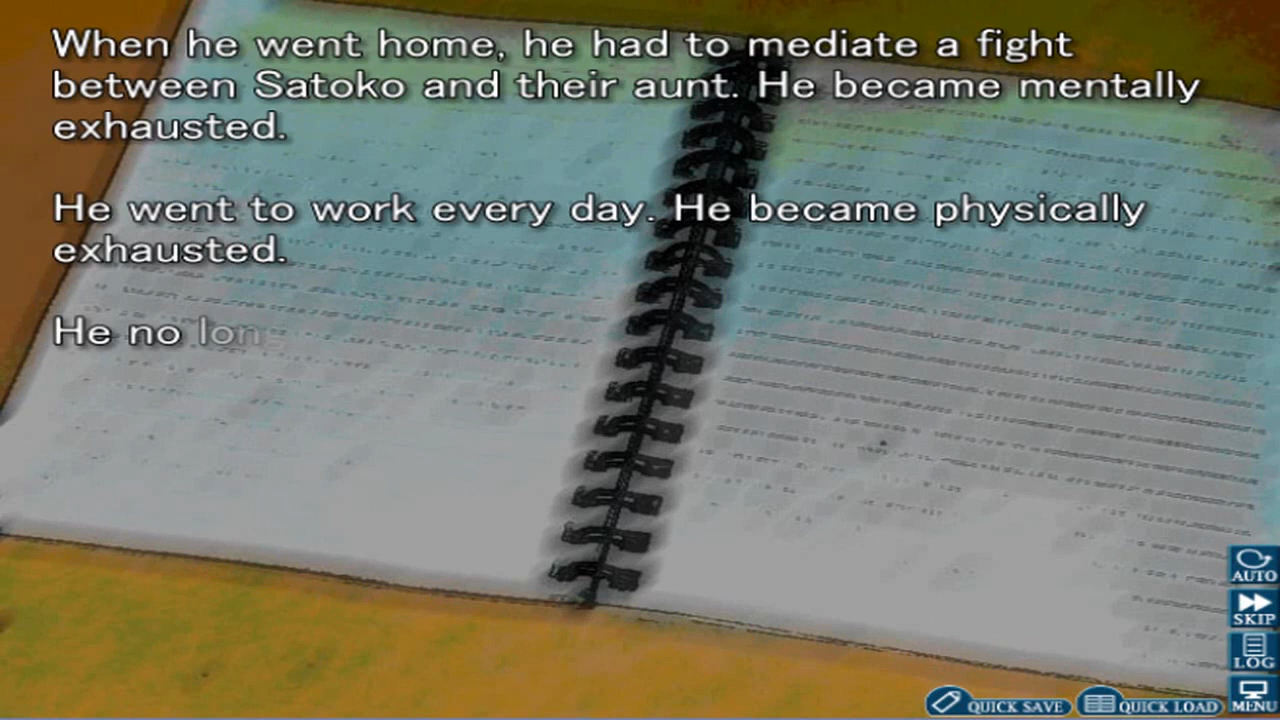 When he went home, he had to mediate a fight
between Satoko and their aunt. He became mentally
exhausted.
He went to work every day. He became physically
exhausted.
He no long
AUTO
SKIP
LOG
MENU
QUICK SAVE
QUICK LOAD